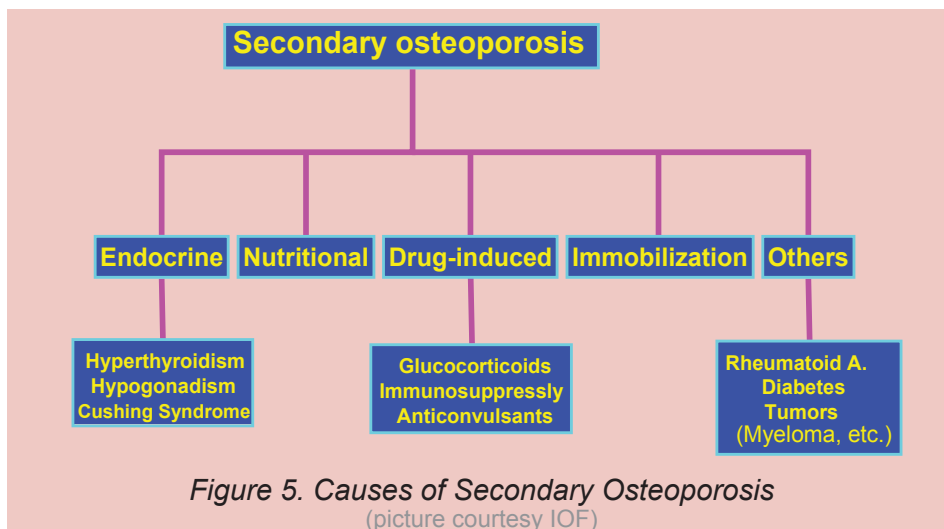 Secondary osteoporosis
Endocrine
Nutritional
Drug-induced
Immobilization
Others
Hyperthyroidism
Hypogonadism
Cushing Syndrome
Glucocorticoids
Immunosuppressly
Anticonvulsants
Rheumatoid A.
Diabetes
Tumors
(Myeloma, etc.)
Figure 5. Causes of Secondary Osteoporosis
(picture courtesy IOF)